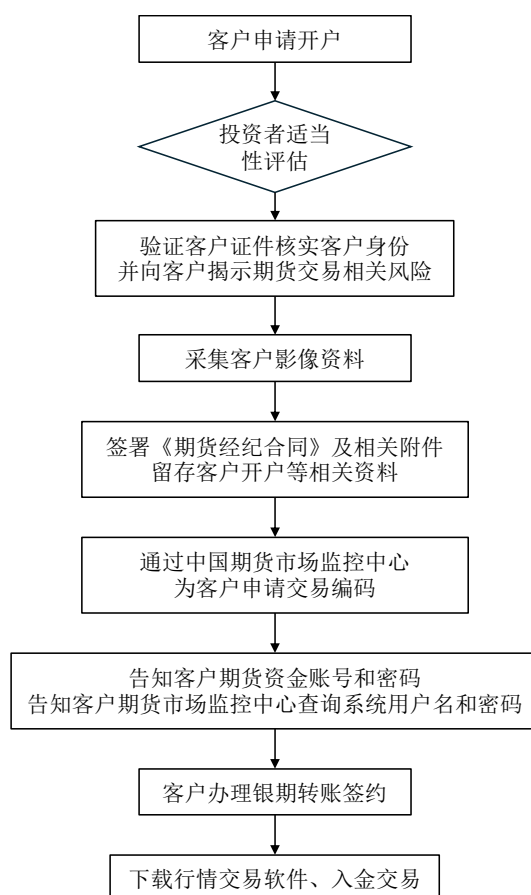 客户申请开户
投资者适当
性评估
验证客户证件核实客户身份
并向客户揭示期货交易相关风险
采集客户影像资料
签署《期货经纪合同》及相关附件
留存客户开户等相关资料
通过中国期货市场监控中心
为客户申请交易编码
告知客户期货资金账号和密码
告知客户期货市场监控中心查询系统用户名和密码
客户办理银期转账签约
下载行情交易软件、入金交易